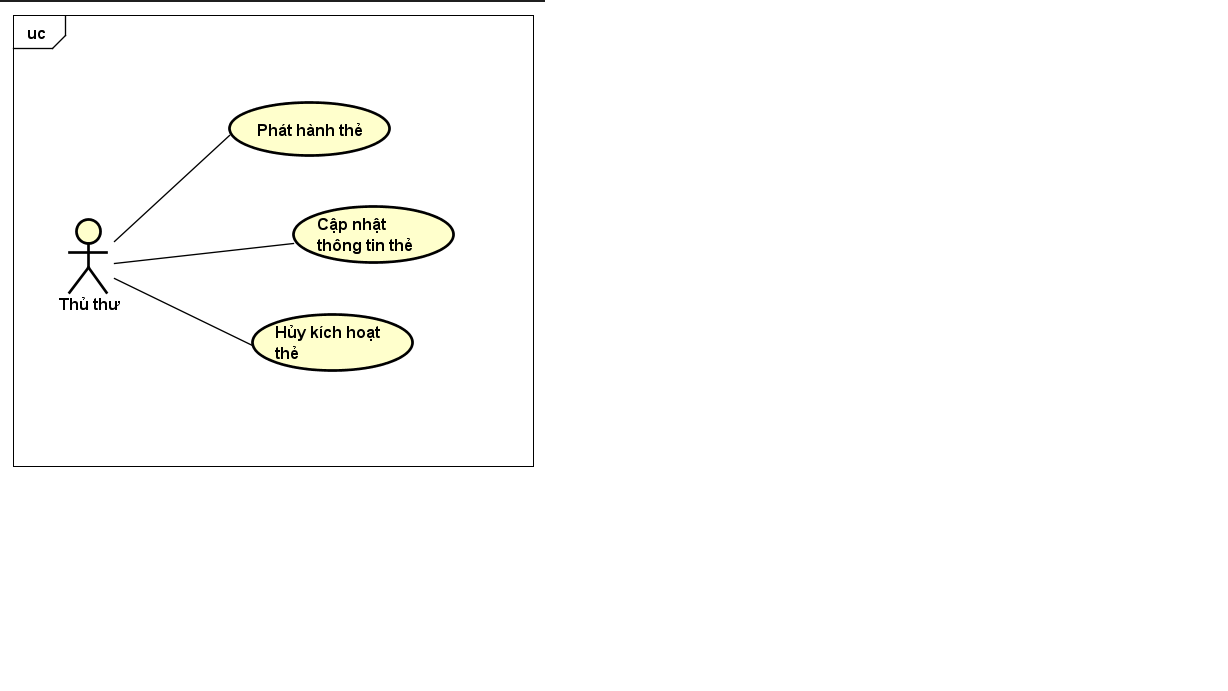 uc
Phát hành thẻ
Cập nhật
thông tin thẻ
Thủ thư
Hủy kích hoạt
thẻ